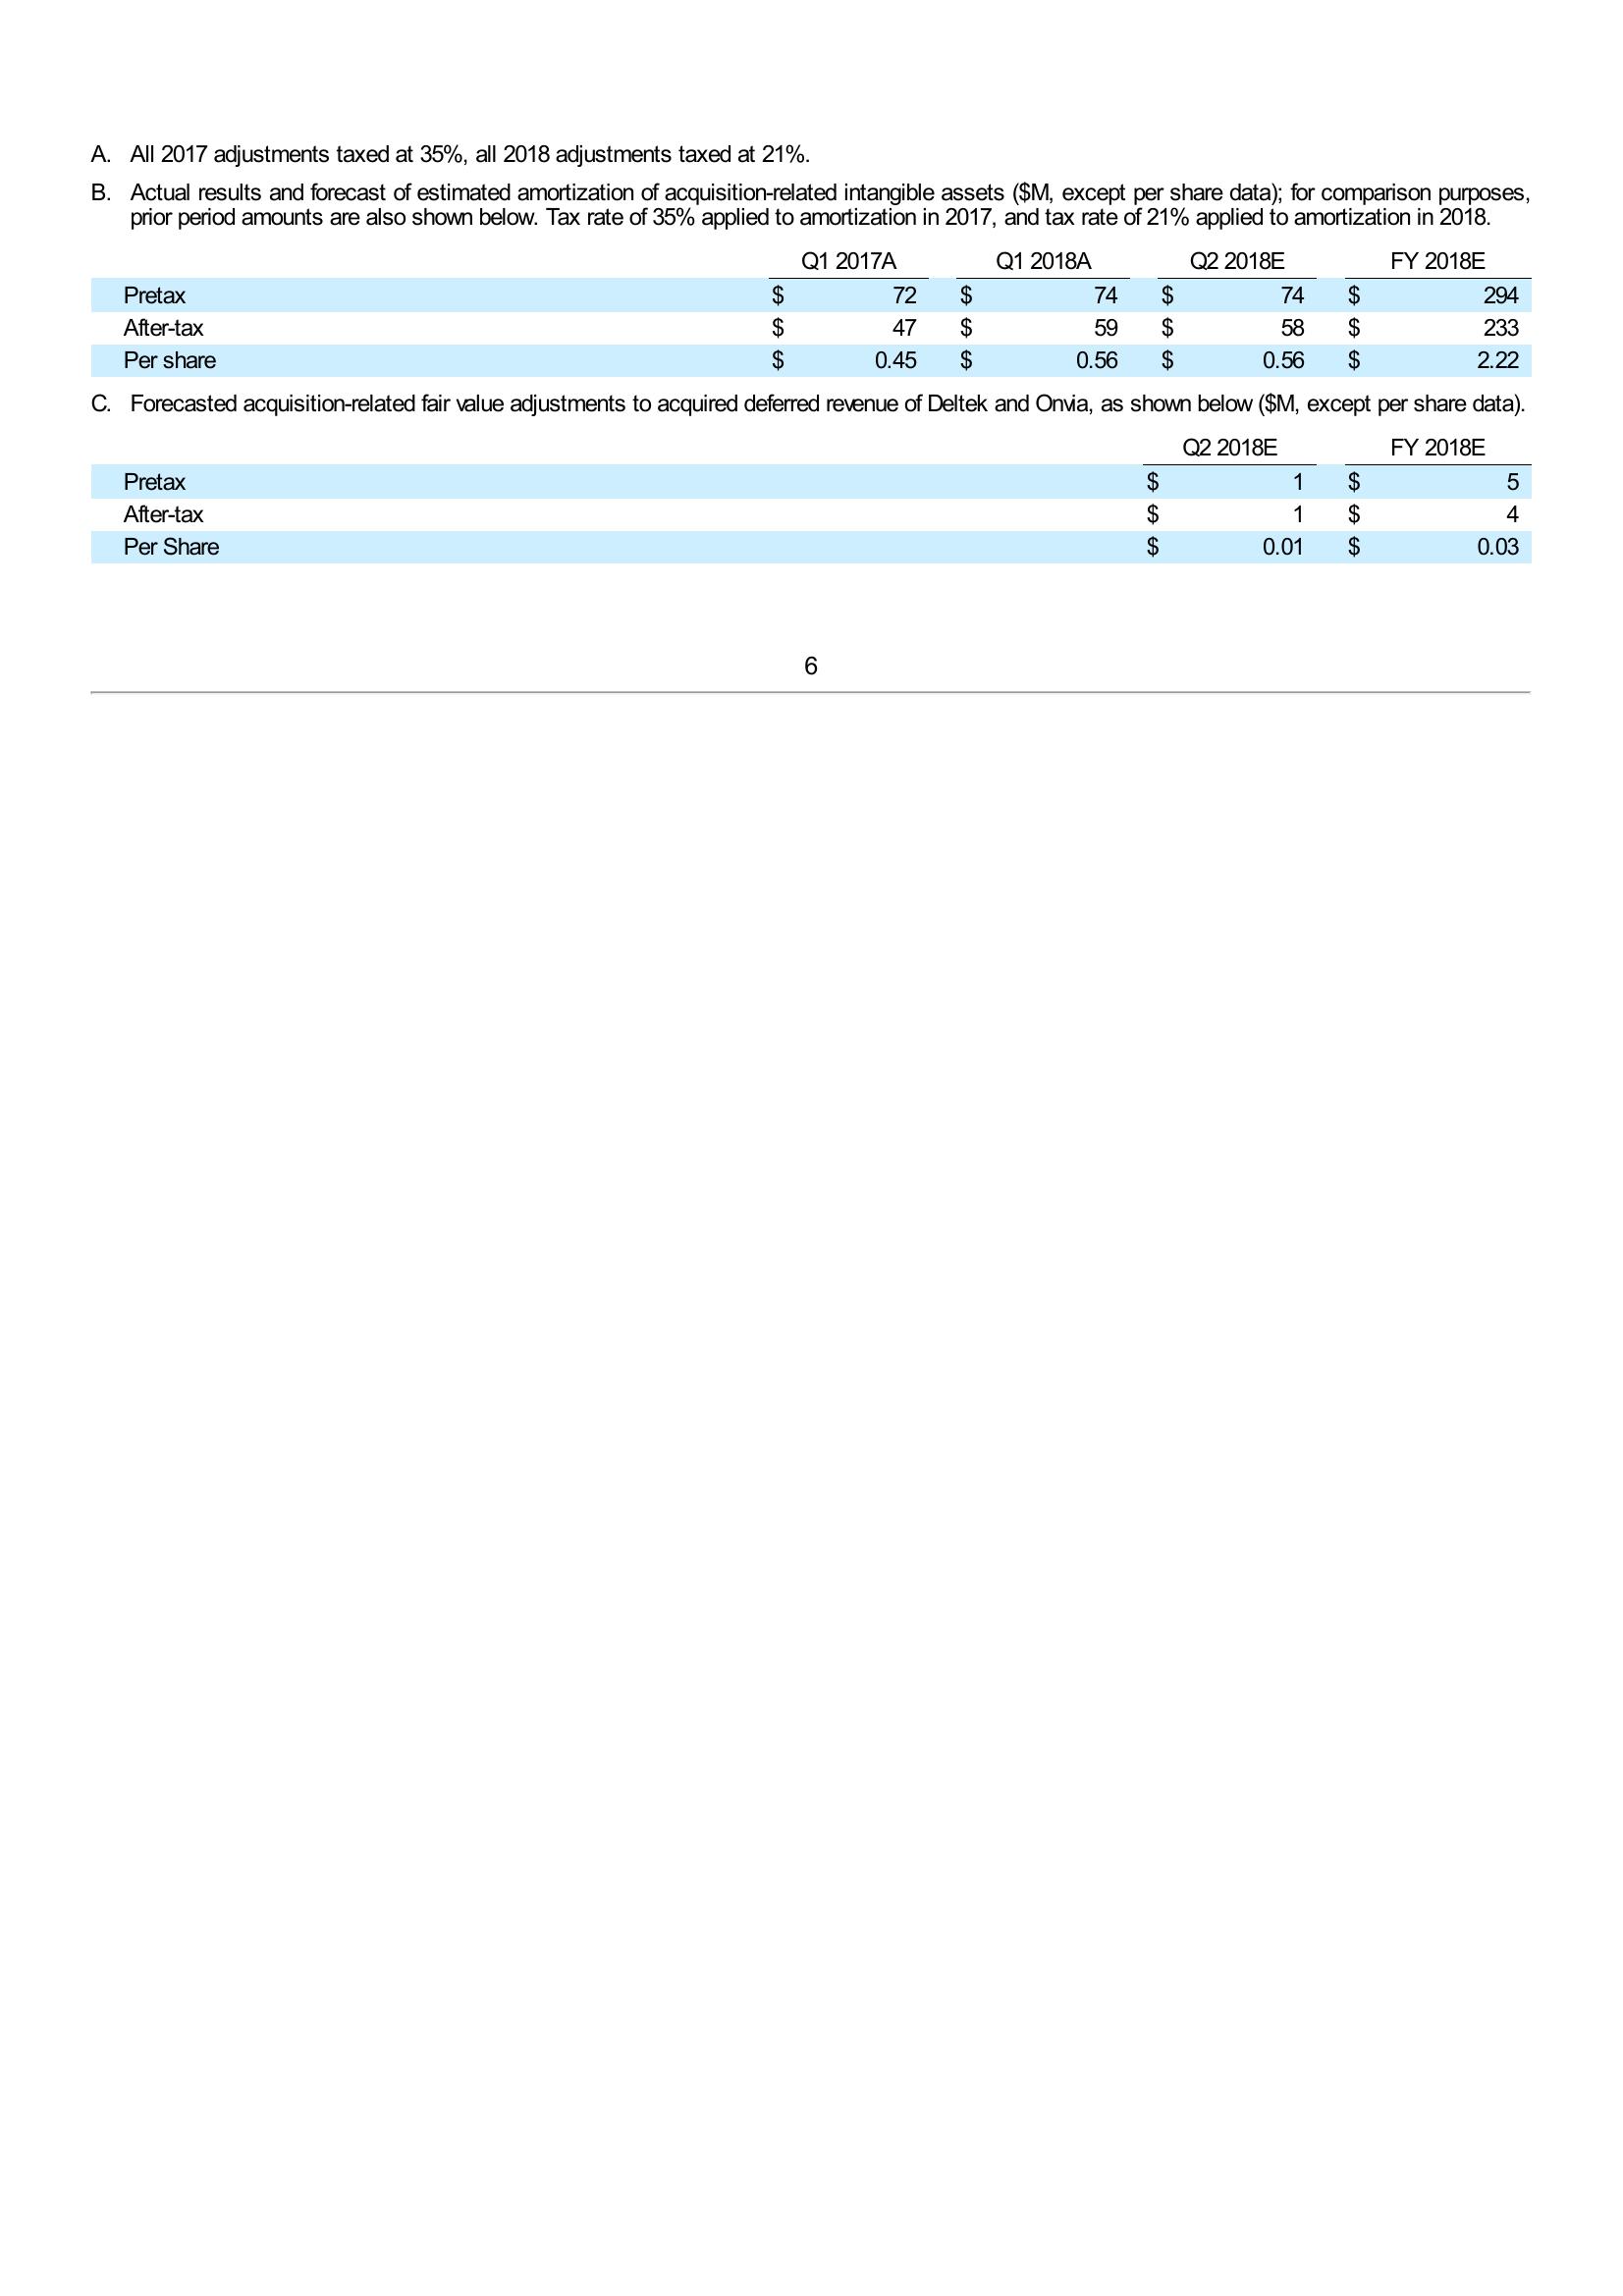 A. All 2017 adjustments taxed at 35%, all 2018 adjustments taxed at 21%.
B. Actual results and forecast of estimated amortization of acquisition-related intangible assets ($M, except per share data); for comparison purposes,
prior period amounts are also shown below. Tax rate of 35% applied to amortization in 2017, and tax rate of 21% applied to amortization in 2018.
Q1 2017A Q1 2018A Q2 2018E FY 2018E
Pretax $ 72 $ 74 $ 74 $ 294
After-tax $ 47 $ 59 $ 58 $ 233
Per share $ 0.45 $ 0.56 $ 0.56 $ 2.22
C. Forecasted acquisition-related fair value adjustments to acquired deferred revenue of Deltek and Onvia, as shown below ($M, except per share data).
Q2 2018E FY 2018E
Pretax $ 1 $ 5
After-tax $ 1 $ 4
Per Share $ 0.01 $ 0.03
6